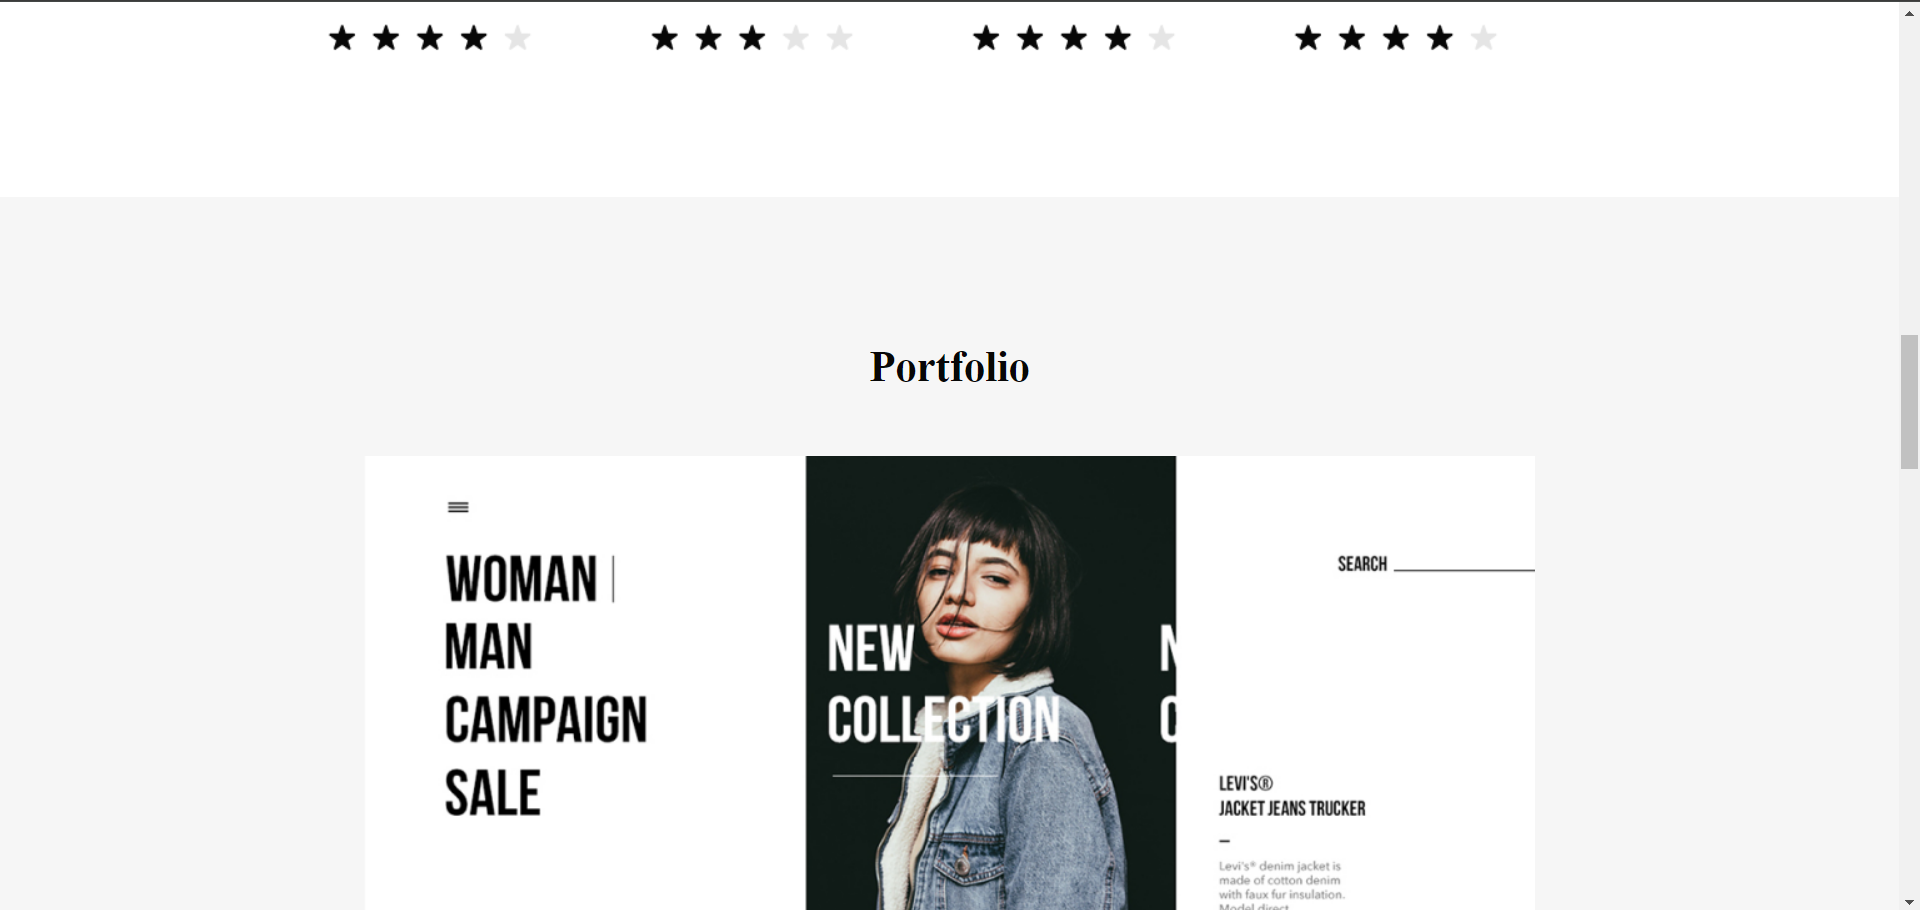 Portfolio
WOMAN |
MAN
CAMPAIGN
SALE
NEW
COLLECTION
N
C
SEARCH
LEVI'S®
JACKET JEANS TRUCKER
Levi's® denim jacket is
made of cotton denim
with faux fur insulation.
Model direct